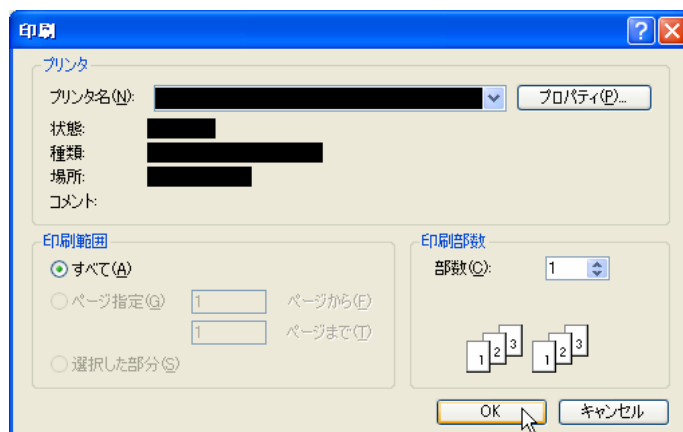 印刷
プリンタ
プリンタ名(N):
プロパティ(P)...
状態:
種類:
場所:
コメント:
印刷範囲
すべて(A)
ページ指定(G) 1 ページから(F)
1 ページまで(T)
選択した部分(S)
印刷部数
部数(C): 1
1 2 3 1 2 3
OK キャンセル